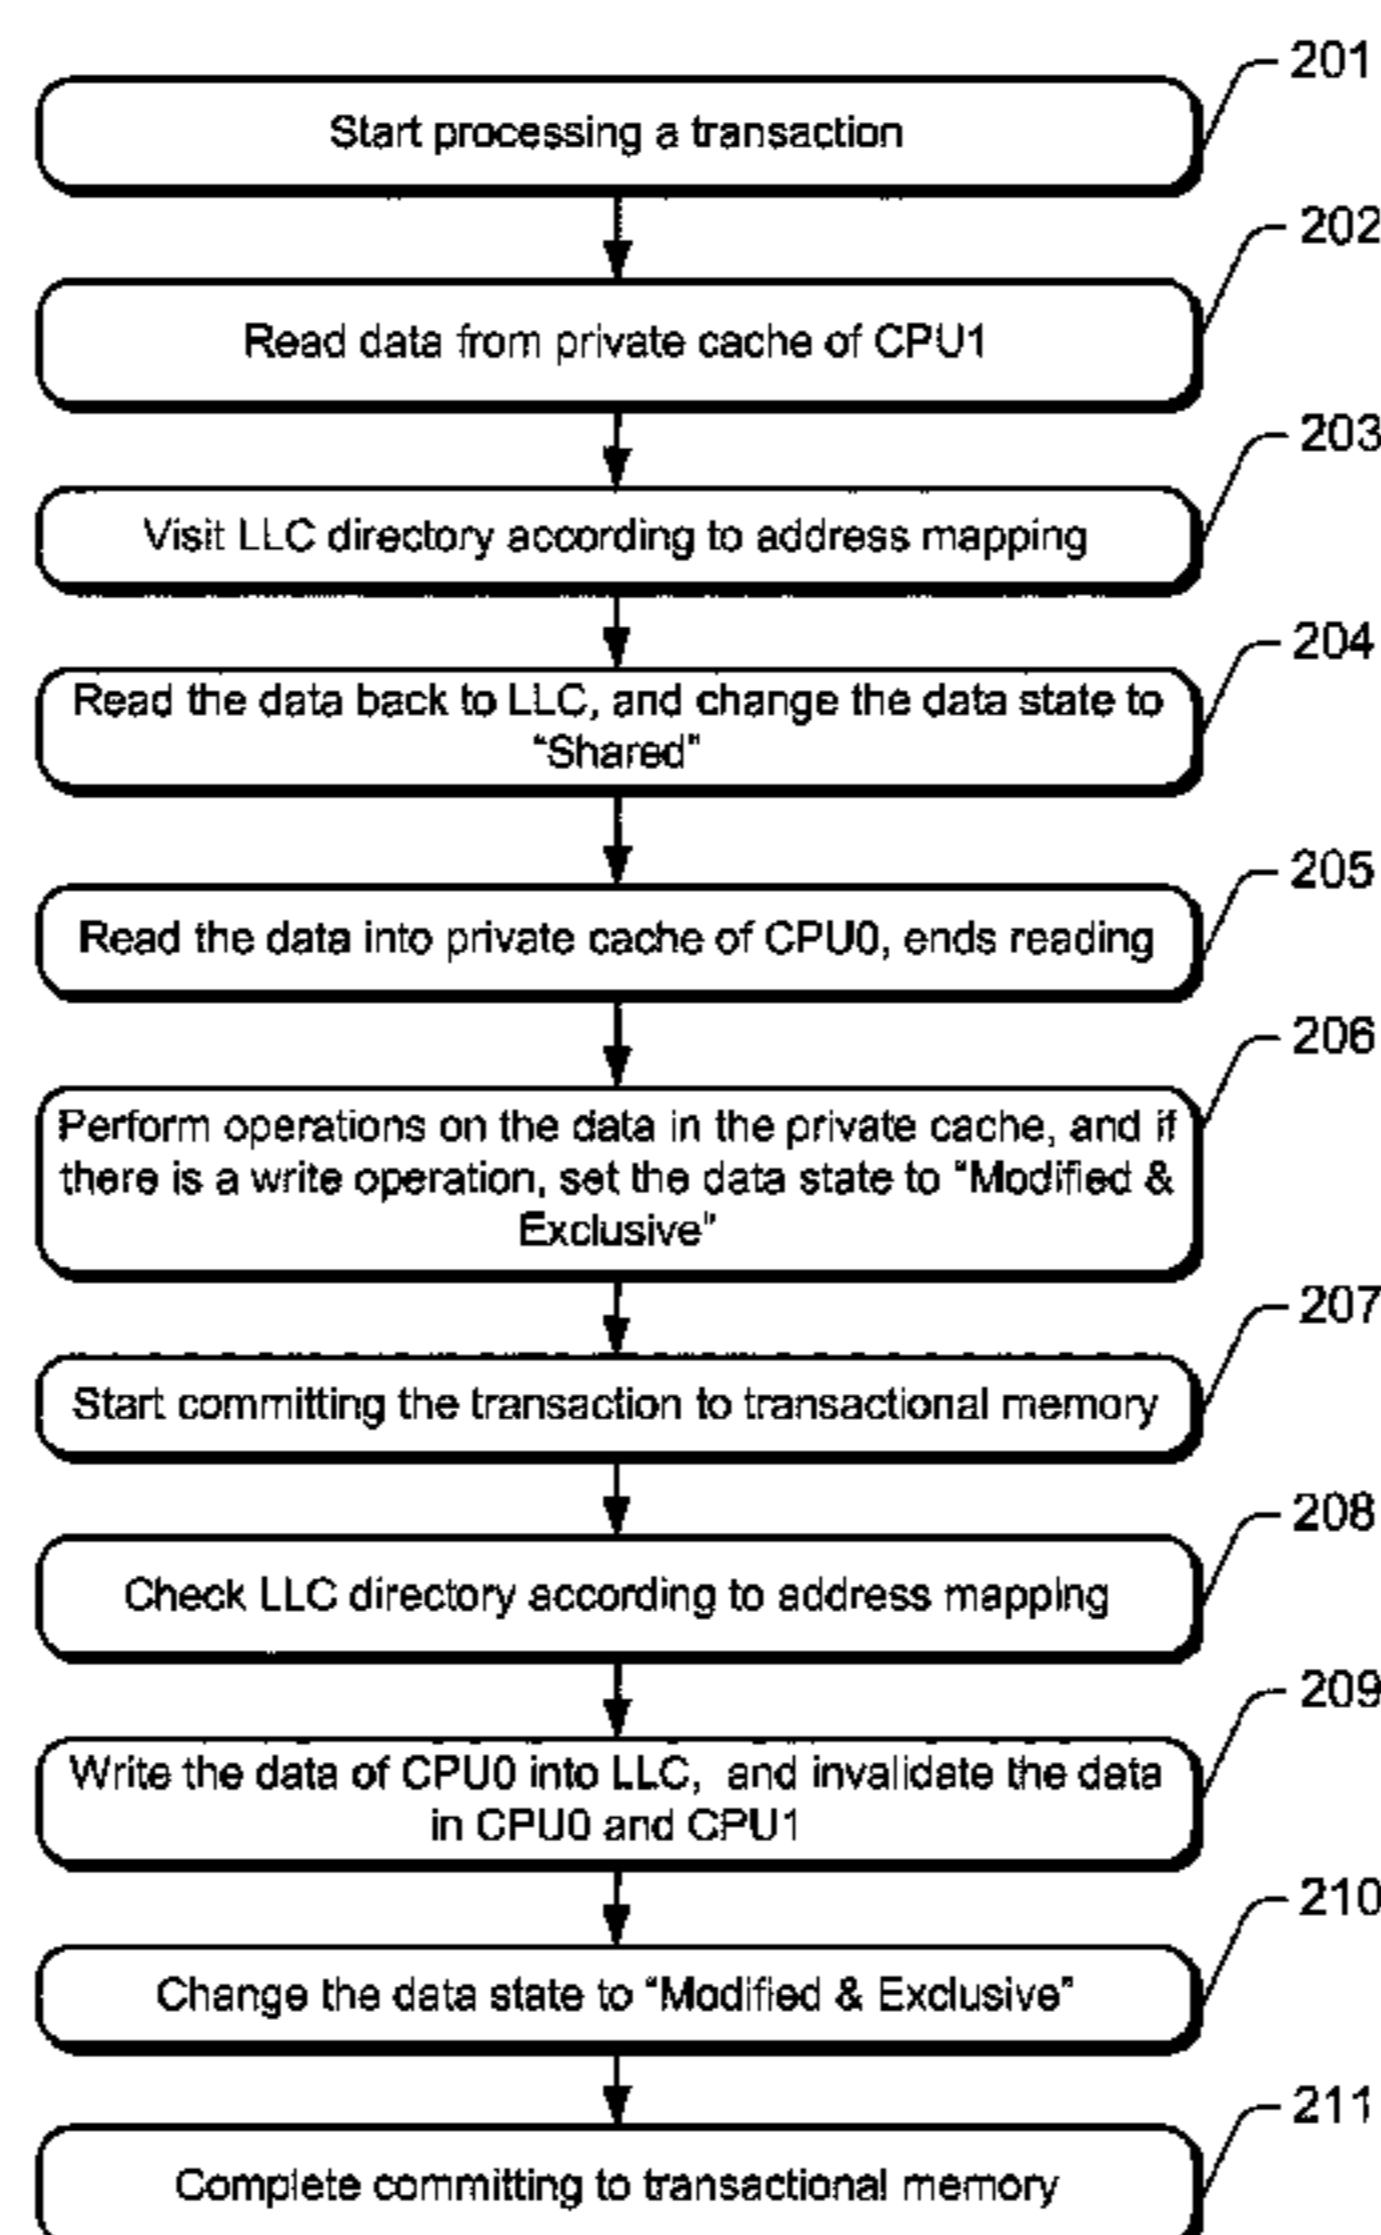 201
Start processing a transaction
202
Read data from private cache of CPU1
203
Visit LLC directory according to address mapping
204
Read the data back to LLC, and change the data state to
“Shared”
205
Read the data into private cache of CPU0, ends reading
206
Perform operations on the data in the private cache, and if
there is a write operation, set the data state to “Modified &
Exclusive”
207
Start committing the transaction to transactional memory
208
Check LLC directory according to address mapping
209
Write the data of CPU0 into LLC, and invalidate the data
in CPU0 and CPU1
210
Change the data state to “Modified & Exclusive”
211
Complete committing to transactional memory